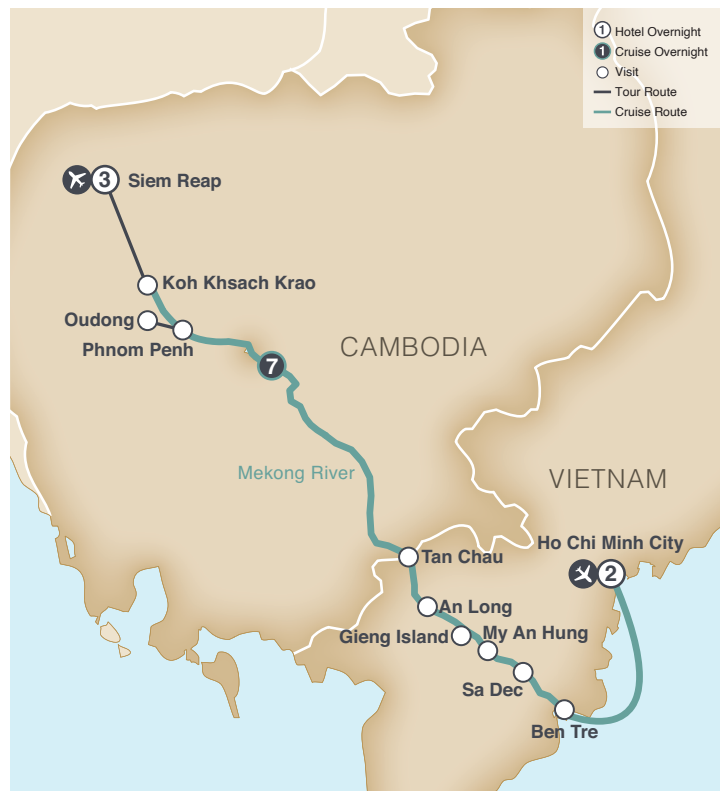 1 Hotel Overnight
1 Cruise Overnight
Visit
Tour Route
Cruise Route
3 Siem Reap
Koh Khsach Krao
Oudong
Phnom Penh
CAMBODIA
7
Mekong River
VIETNAM
Ho Chi Minh City
2
Tan Chau
An Long
Gieng Island
My An Hung
Sa Dec
Ben Tre